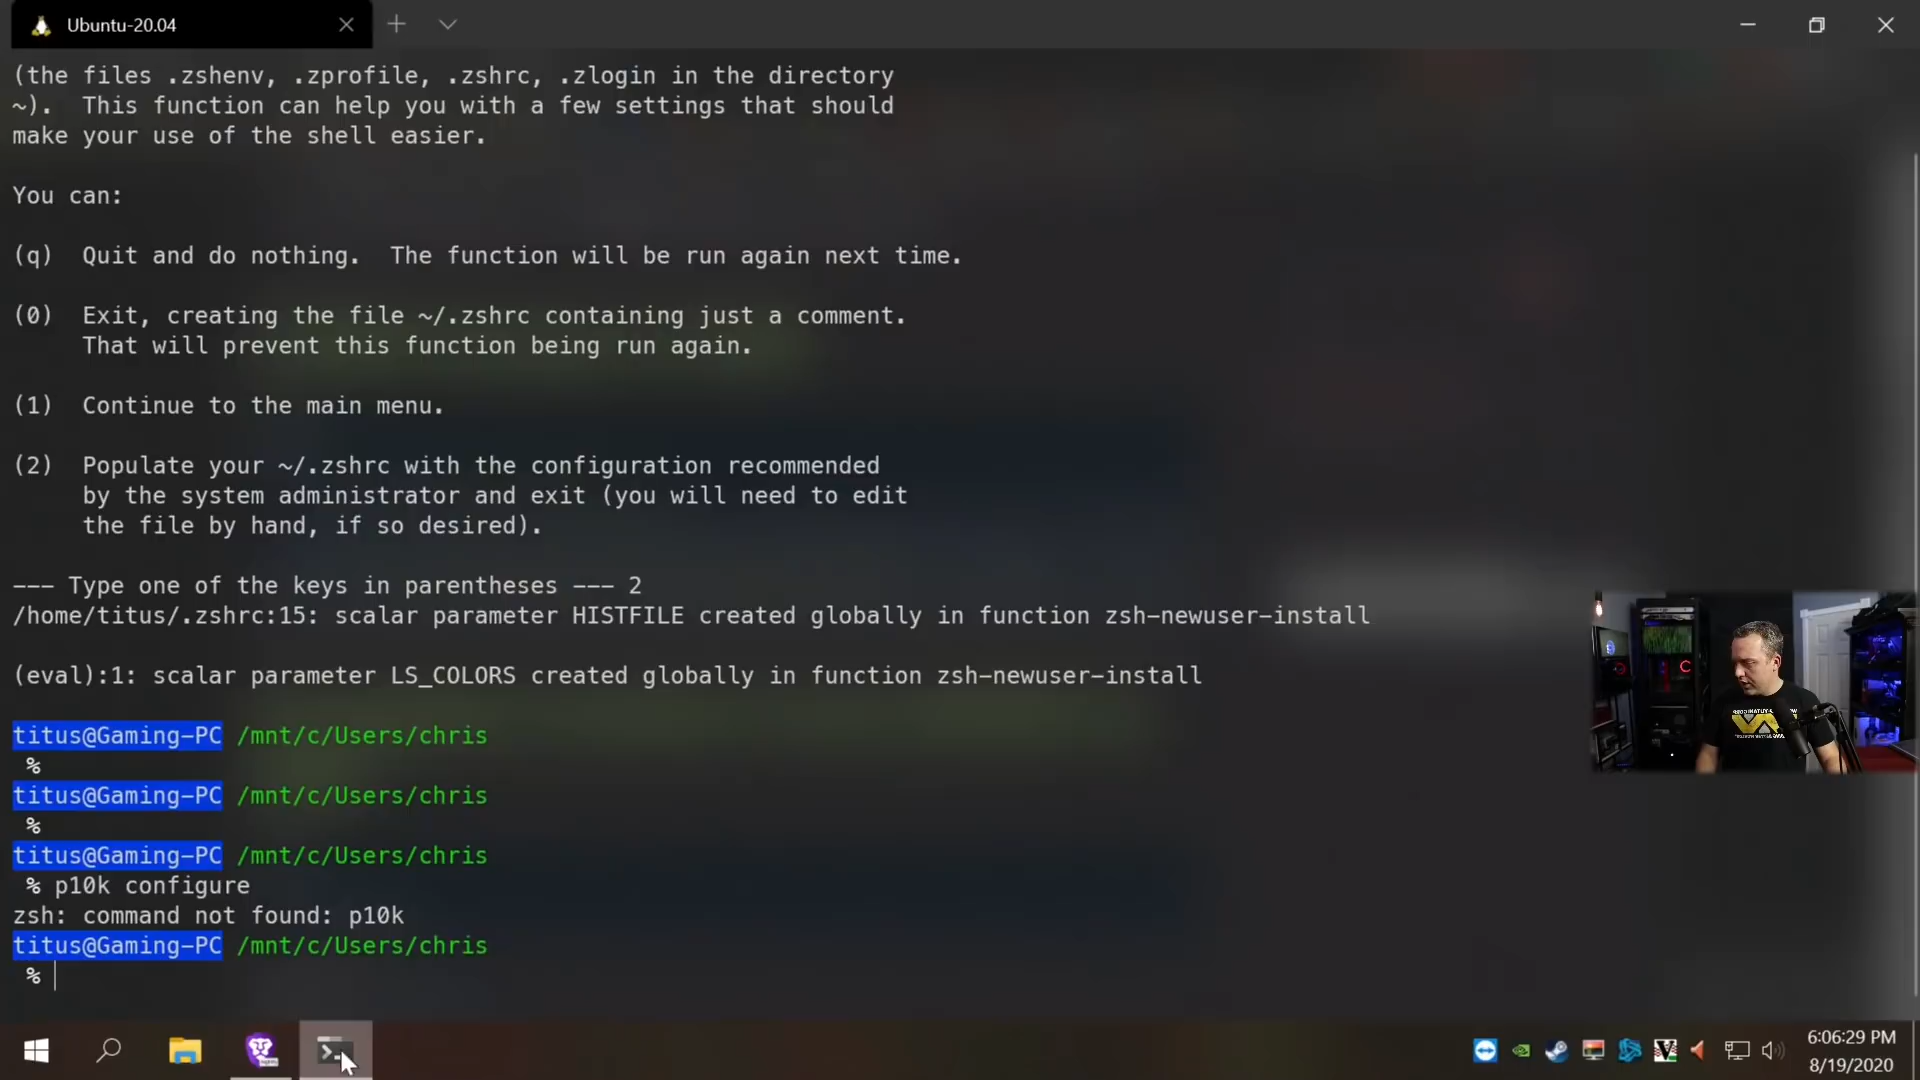 Ubuntu-20.04
(the files .zshenv, .zprofile, .zshrc, .zlogin in the directory
~).  This function can help you with a few settings that should
make your use of the shell easier.
You can:
(q)  Quit and do nothing.  The function will be run again next time.
(0)  Exit, creating the file ~/.zshrc containing just a comment.
That will prevent this function being run again.
(1)  Continue to the main menu.
(2)  Populate your ~/.zshrc with the configuration recommended
by the system administrator and exit (you will need to edit
the file by hand, if so desired).
--- Type one of the keys in parentheses --- 2
/home/titus/.zshrc:15: scalar parameter HISTFILE created globally in function zsh-newuser-install
(eval):1: scalar parameter LS_COLORS created globally in function zsh-newuser-install
titus@Gaming-PC /mnt/c/Users/chris
%
titus@Gaming-PC /mnt/c/Users/chris
%
titus@Gaming-PC /mnt/c/Users/chris
% p10k configure
zsh: command not found: p10k
titus@Gaming-PC /mnt/c/Users/chris
%
6:06:29 PM
8/19/2020